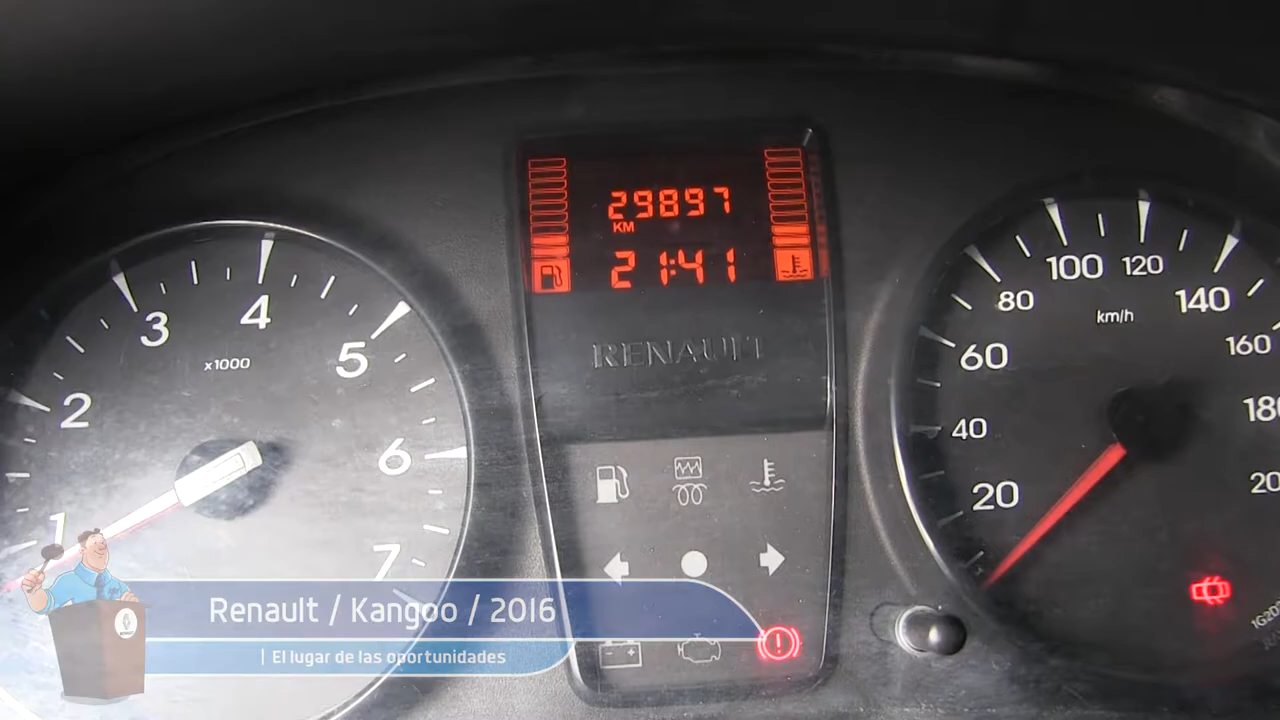 29897
KM
21:41
RENAULT
1
2
3
4
5
6
7
x1000
20
40
60
80
100
120
140
160
km/h
Renault / Kangoo / 2016
| El lugar de las oportunidades